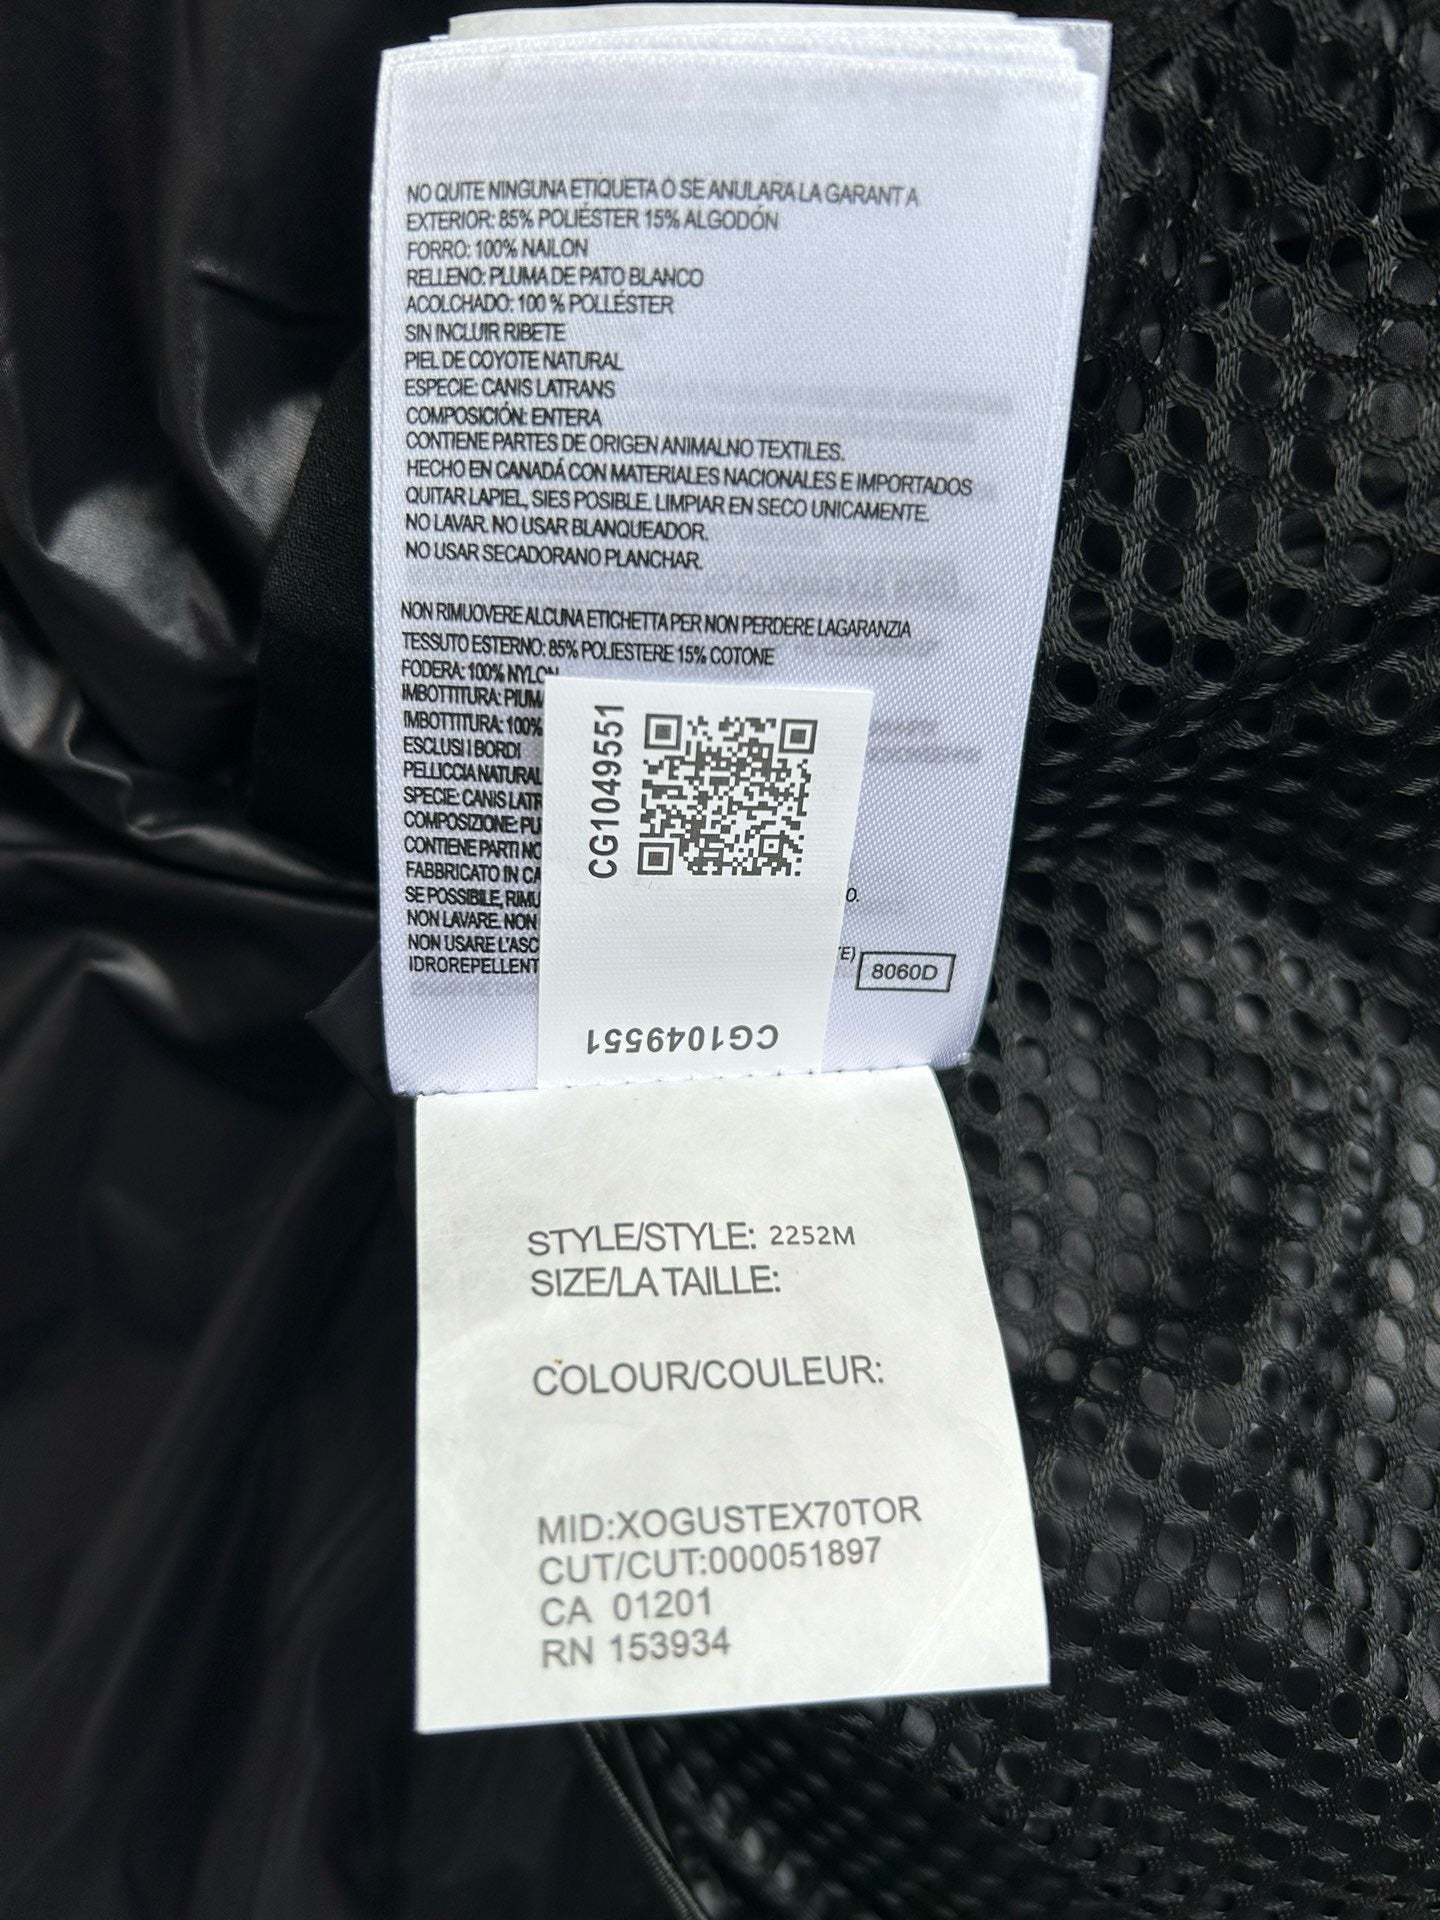 NO QUITE NINGUNA ETIQUETA O SE ANULARA LA GARANT A
EXTERIOR: 85% POLIÉSTER 15% ALGODÓN
FORRO: 100% NAILON
RELLENO: PLUMA DE PATO BLANCO
ACOLCHADO: 100 % POLLÉSTER
SIN INCLUIR RIBETE
PIEL DE COYOTE NATURAL
ESPECIE: CANIS LATRANS
COMPOSICIÓN: ENTERA
CONTIENE PARTES DE ORIGEN ANIMALNO TEXTILES.
HECHO EN CANADÁ CON MATERIALES NACIONALES E IMPORTADOS
QUITAR LAPIEL, SIES POSIBLE. LIMPIAR EN SECO UNICAMENTE.
NO LAVAR. NO USAR BLANQUEADOR.
NO USAR SECADORANO PLANCHAR.
NON RIMUOVERE ALCUNA ETICHETTA PER NON PERDERE LAGARANZIA
TESSUTO ESTERNO: 85% POLIESTERE 15% COTONE
FODERA: 100% NYLON
IMBOTTITURA: PIUM
IMBOTTITURA: 100%
ESCLUSI I BORDI
PELLICCIA NATURAL
SPECIE: CANIS LATR
COMPOSIZIONE: PU
CONTIENE PARTI NO
FABBRICATO IN CA
SE POSSIBILE, RIMU
O.
NON LAVARE. NON
NON USARE L'ASC
IDROREPELLENT
TE)
8060D
CG1049551
CG1049551
STYLE/STYLE: 2252M
SIZE/LA TAILLE:
COLOUR/COULEUR:
MID:XOGUSTEX70TOR
CUT/CUT:000051897
CA 01201
RN 153934